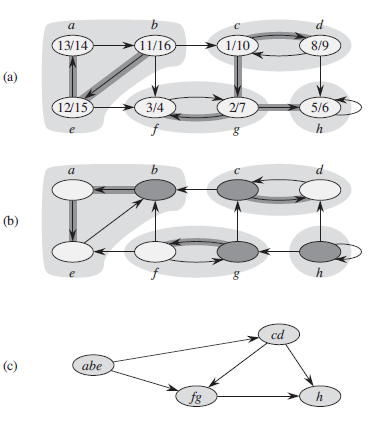 a b c d
13/14 11/16 1/10 8/9
(a)
12/15 3/4 2/7 5/6
e f g h
a b c d
(b)
e f g h
cd
(c) abe
fg h